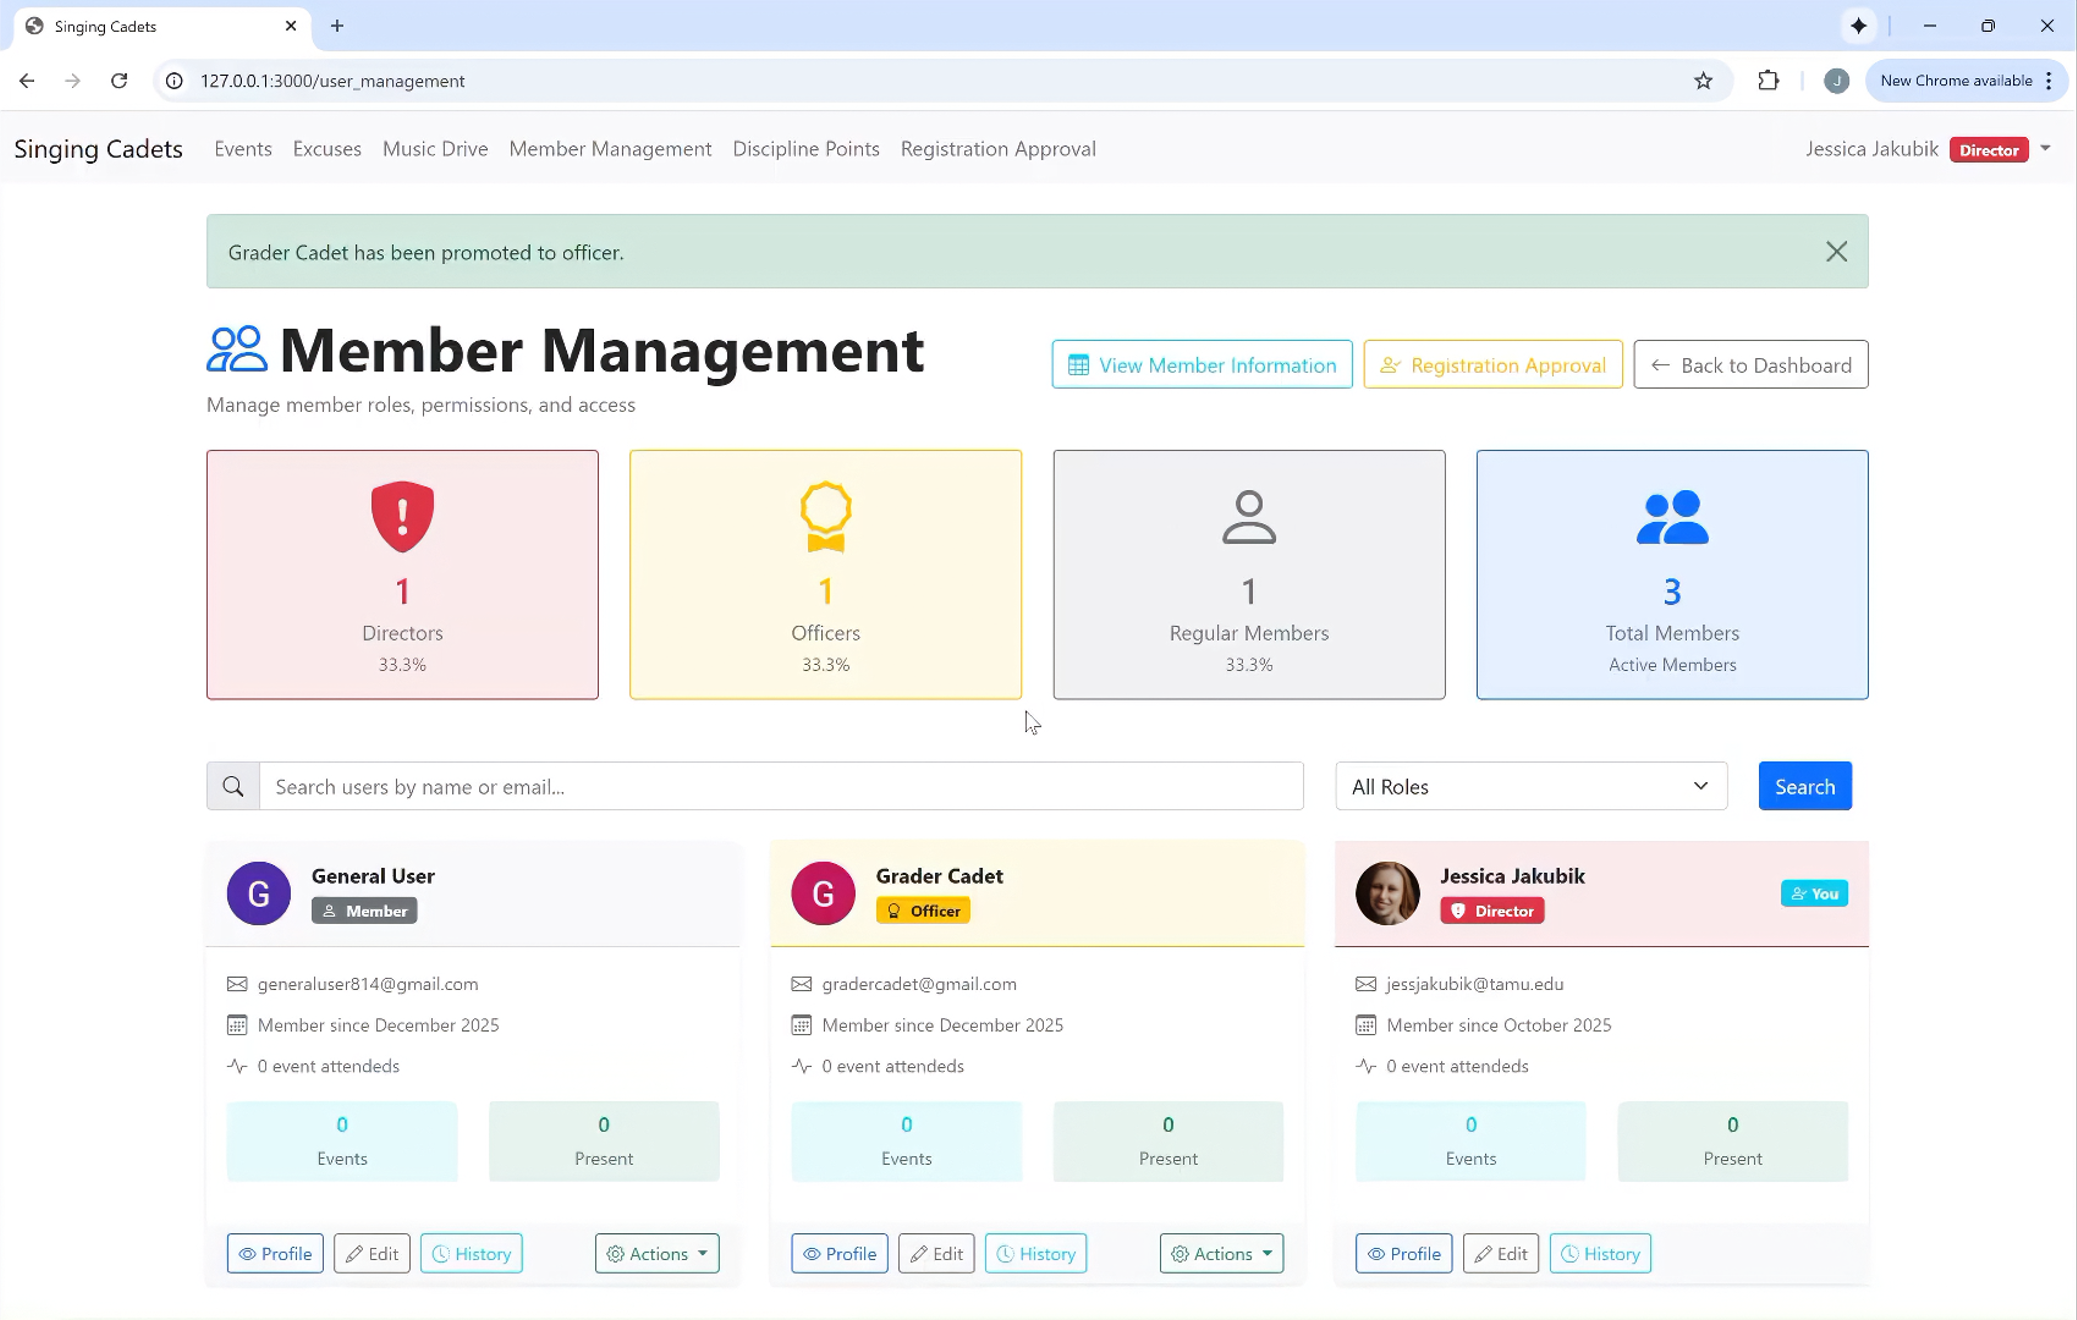 Singing Cadets
127.0.0.1:3000/user_management
J
New Chrome available
Singing Cadets Events Excuses Music Drive Member Management Discipline Points Registration Approval Jessica Jakubik Director
Grader Cadet has been promoted to officer.
Member Management
View Member Information Registration Approval ← Back to Dashboard
Manage member roles, permissions, and access
1 1 1 3
Directors Officers Regular Members Total Members
33.3% 33.3% 33.3% Active Members
Search users by name or email... All Roles Search
G General User
Member
generaluser814@gmail.com
Member since December 2025
0 event attendeds
0 0
Events Present
Profile Edit History Actions
G Grader Cadet
Officer
gradercadet@gmail.com
Member since December 2025
0 event attendeds
0 0
Events Present
Profile Edit History Actions
Jessica Jakubik
Director You
jessjakubik@tamu.edu
Member since October 2025
0 event attendeds
0 0
Events Present
Profile Edit History